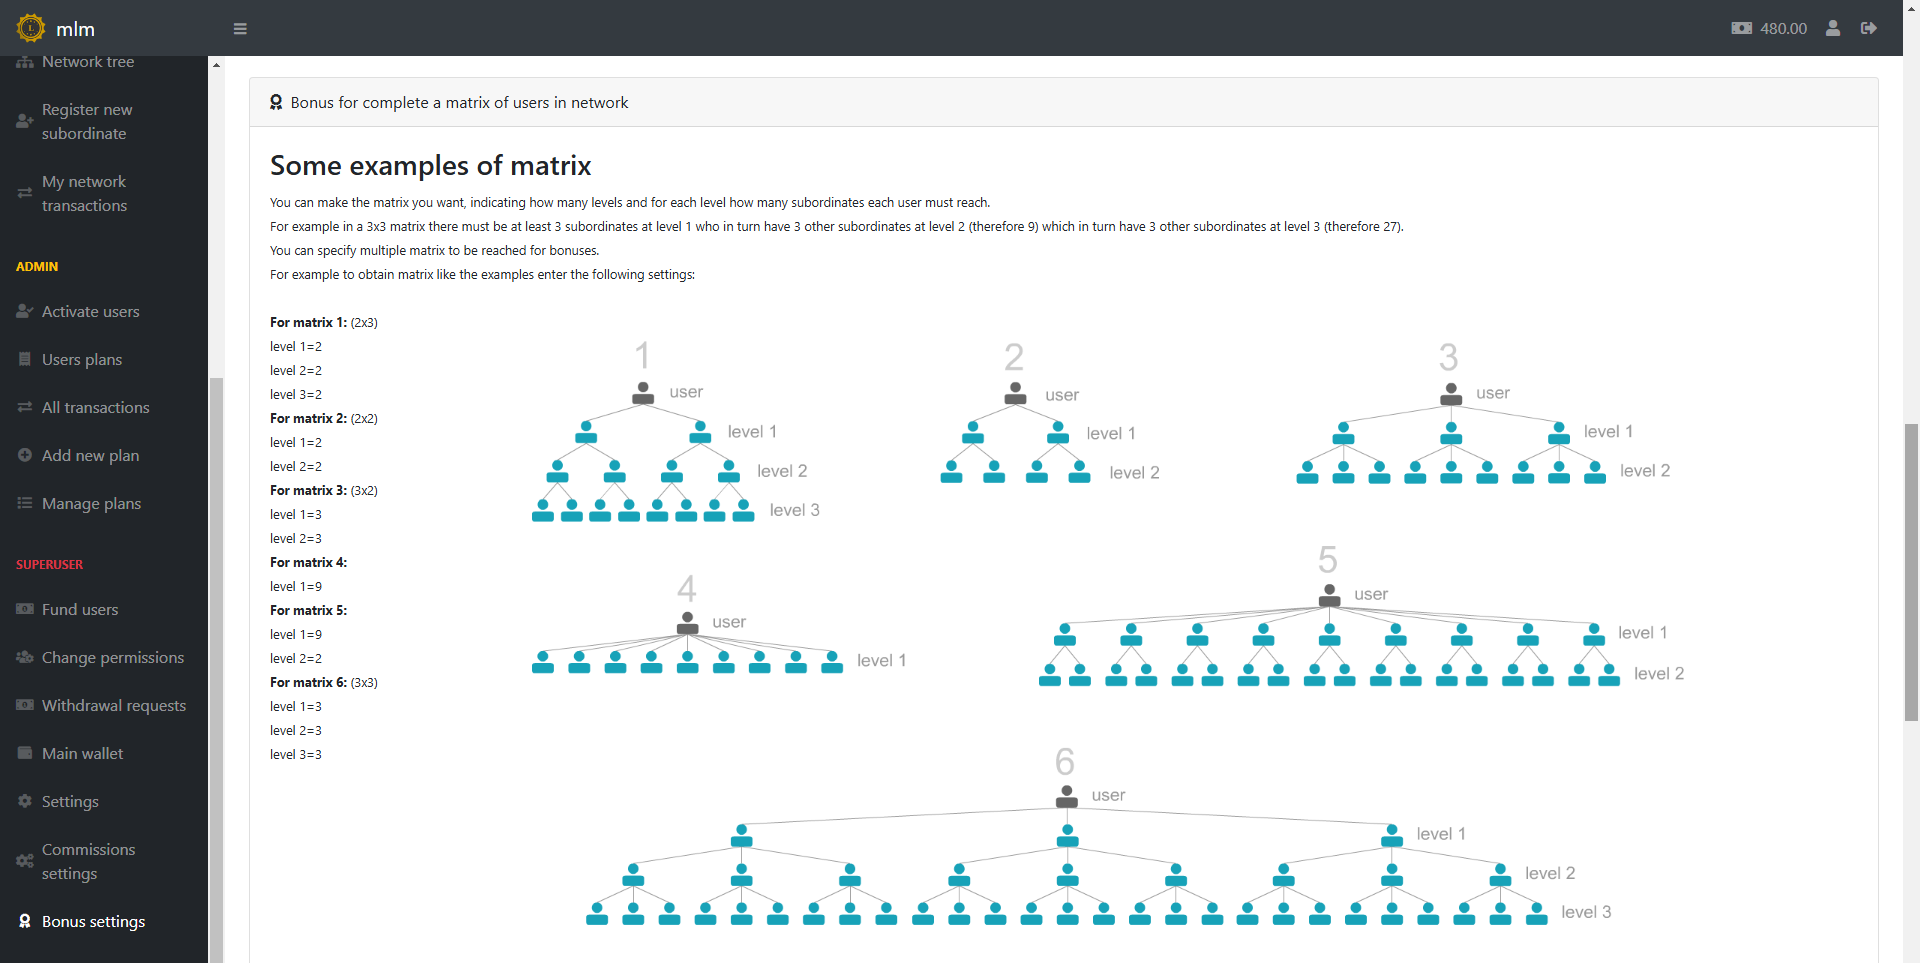 mlm
480.00
Network tree
Register new
subordinate
My network
transactions
ADMIN
Activate users
Users plans
All transactions
Add new plan
Manage plans
SUPERUSER
Fund users
Change permissions
Withdrawal requests
Main wallet
Settings
Commissions
settings
Bonus settings
Bonus for complete a matrix of users in network
Some examples of matrix
You can make the matrix you want, indicating how many levels and for each level how many subordinates each user must reach.
For example in a 3x3 matrix there must be at least 3 subordinates at level 1 who in turn have 3 other subordinates at level 2 (therefore 9) which in turn have 3 other subordinates at level 3 (therefore 27).
You can specify multiple matrix to be reached for bonuses.
For example to obtain matrix like the examples enter the following settings:
For matrix 1: (2x3)
level 1=2
level 2=2
level 3=2
For matrix 2: (2x2)
level 1=2
level 2=2
For matrix 3: (3x2)
level 1=3
level 2=3
For matrix 4:
level 1=9
For matrix 5:
level 1=9
level 2=2
For matrix 6: (3x3)
level 1=3
level 2=3
level 3=3
1
user
level 1
level 2
level 3
2
user
level 1
level 2
3
user
level 1
level 2
4
user
level 1
5
user
level 1
level 2
6
user
level 1
level 2
level 3